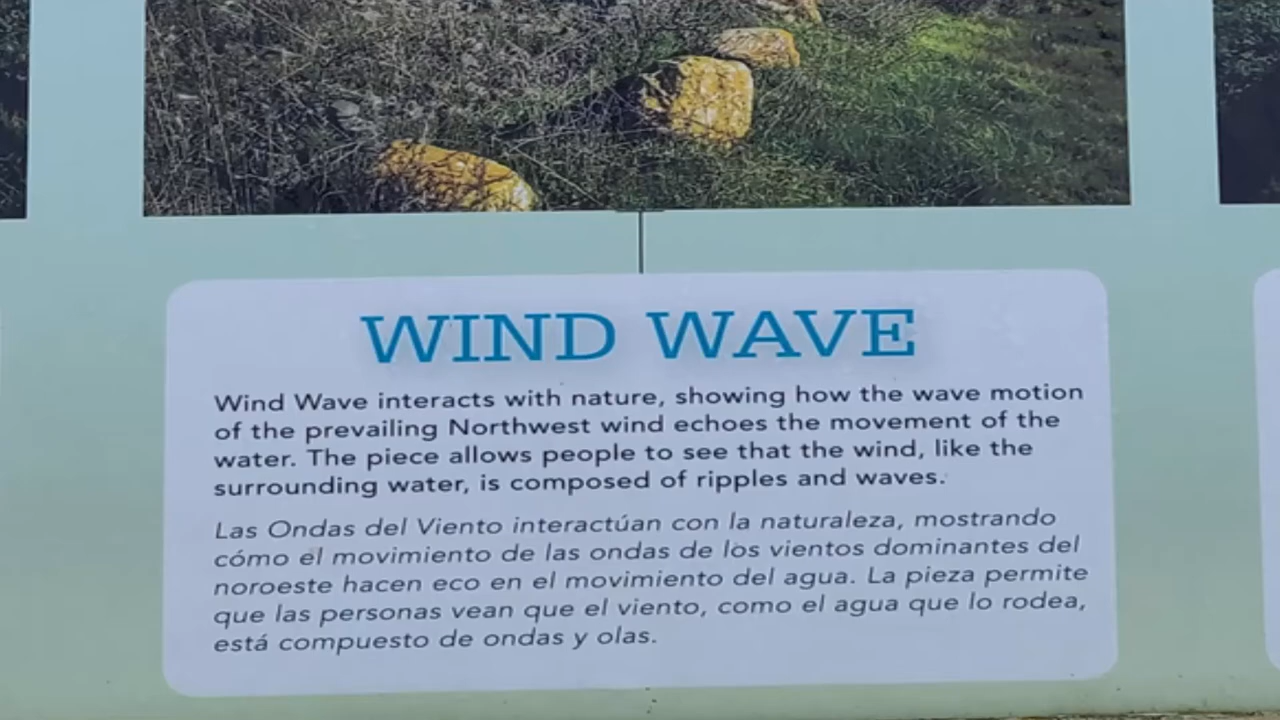 WIND WAVE
Wind Wave interacts with nature, showing how the wave motion
of the prevailing Northwest wind echoes the movement of the
water. The piece allows people to see that the wind, like the
surrounding water, is composed of ripples and waves.
Las Ondas del Viento interactúan con la naturaleza, mostrando
cómo el movimiento de las ondas de los vientos dominantes del
noroeste hacen eco en el movimiento del agua. La pieza permite
que las personas vean que el viento, como el agua que lo rodea,
está compuesto de ondas y olas.